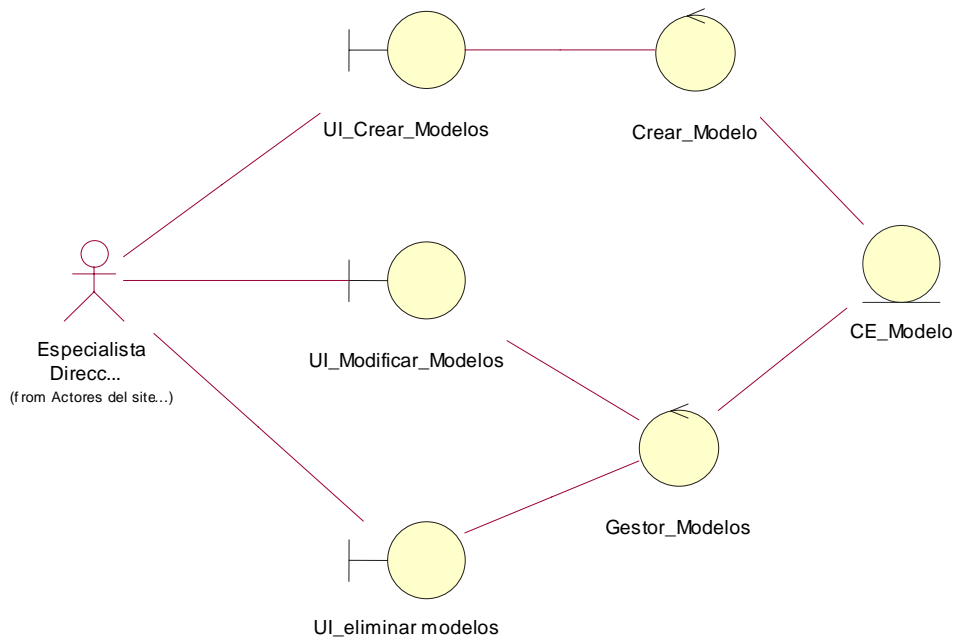 UI_Crear_Modelos
Crear_Modelo
Especialista
Direcc...
(from Actores del site...)
UI_Modificar_Modelos
CE_Modelo
Gestor_Modelos
UI_eliminar modelos